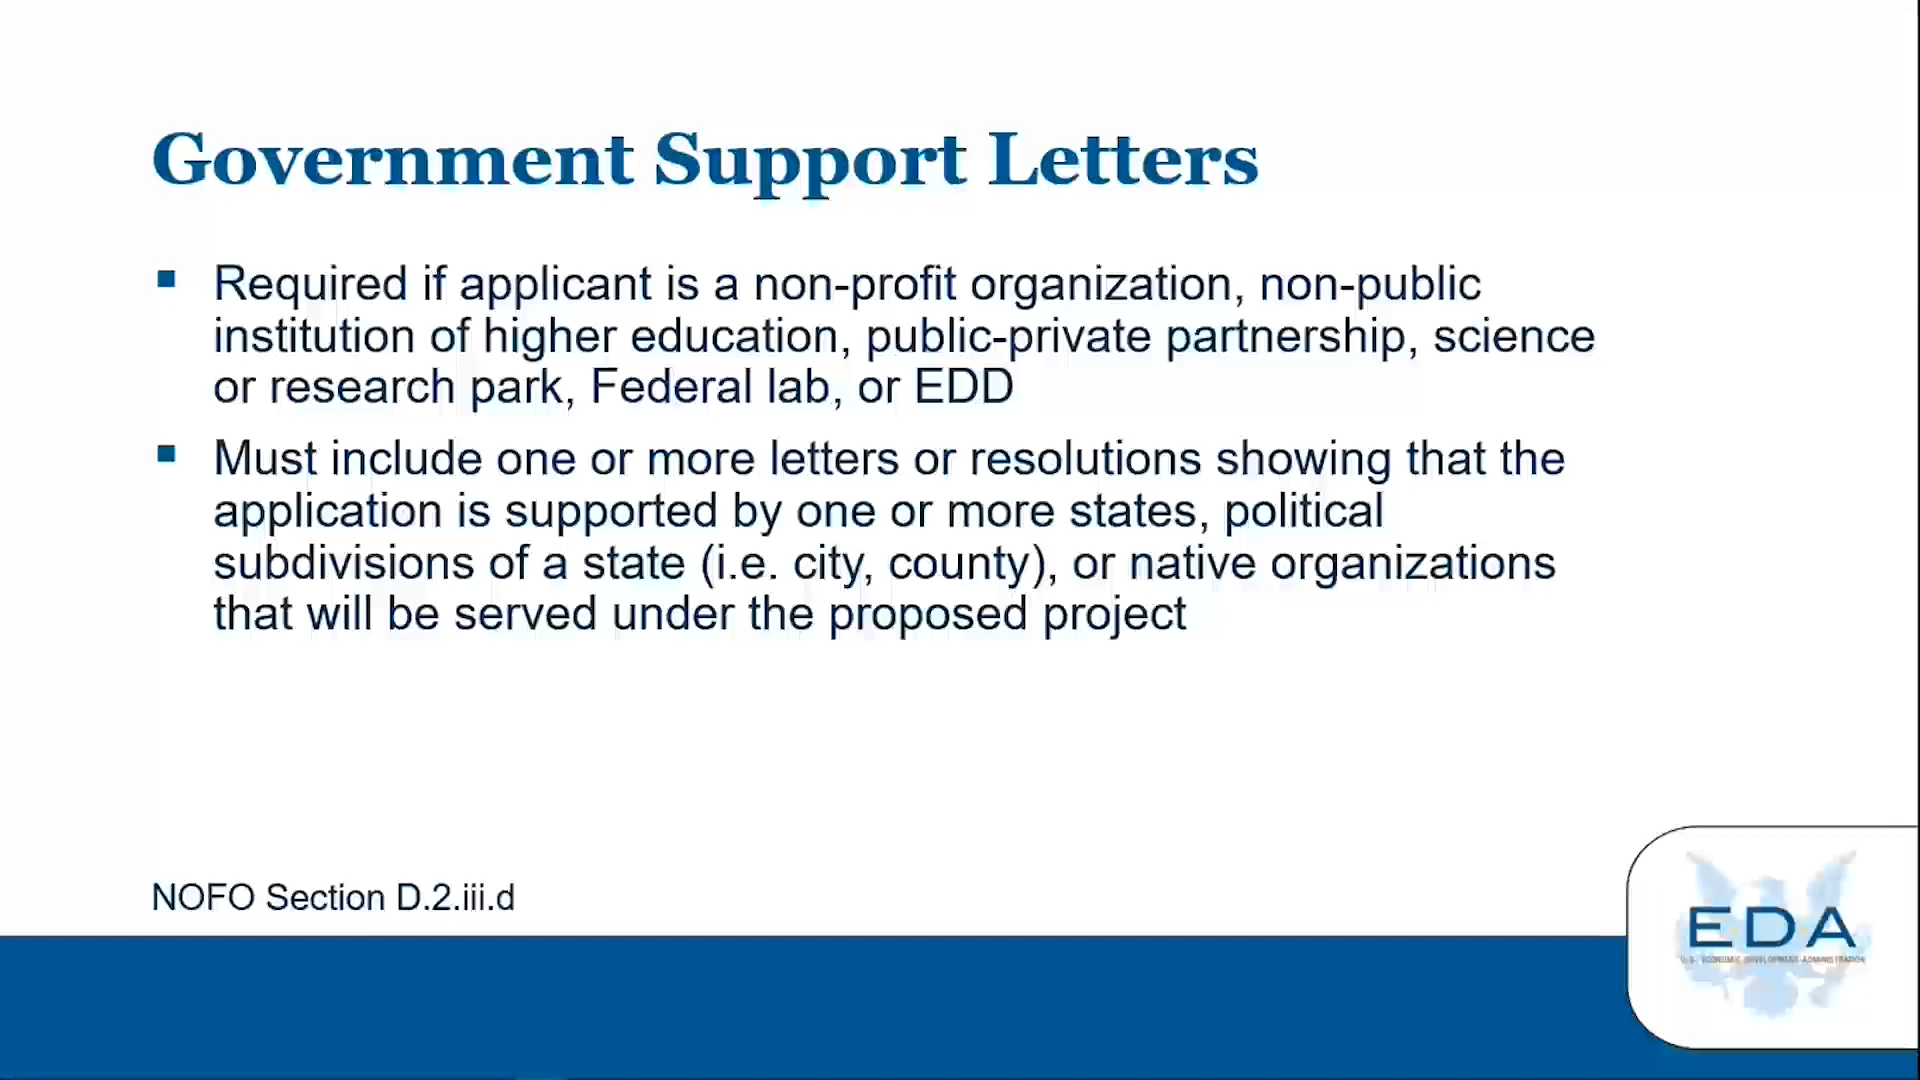 Government Support Letters
Required if applicant is a non-profit organization, non-public
institution of higher education, public-private partnership, science
or research park, Federal lab, or EDD
Must include one or more letters or resolutions showing that the
application is supported by one or more states, political
subdivisions of a state (i.e. city, county), or native organizations
that will be served under the proposed project
NOFO Section D.2.iii.d
EDA
U.S. ECONOMIC DEVELOPMENT ADMINISTRATION